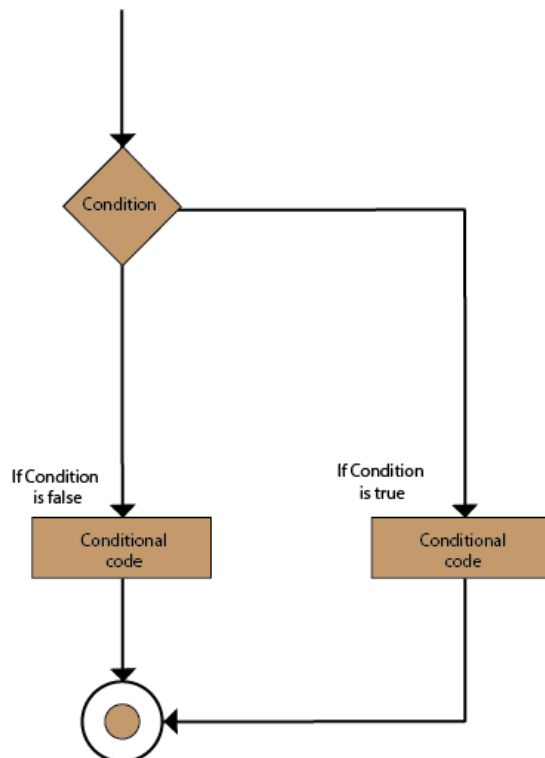 Condition
If Condition
is false
If Condition
is true
Conditional
code
Conditional
code